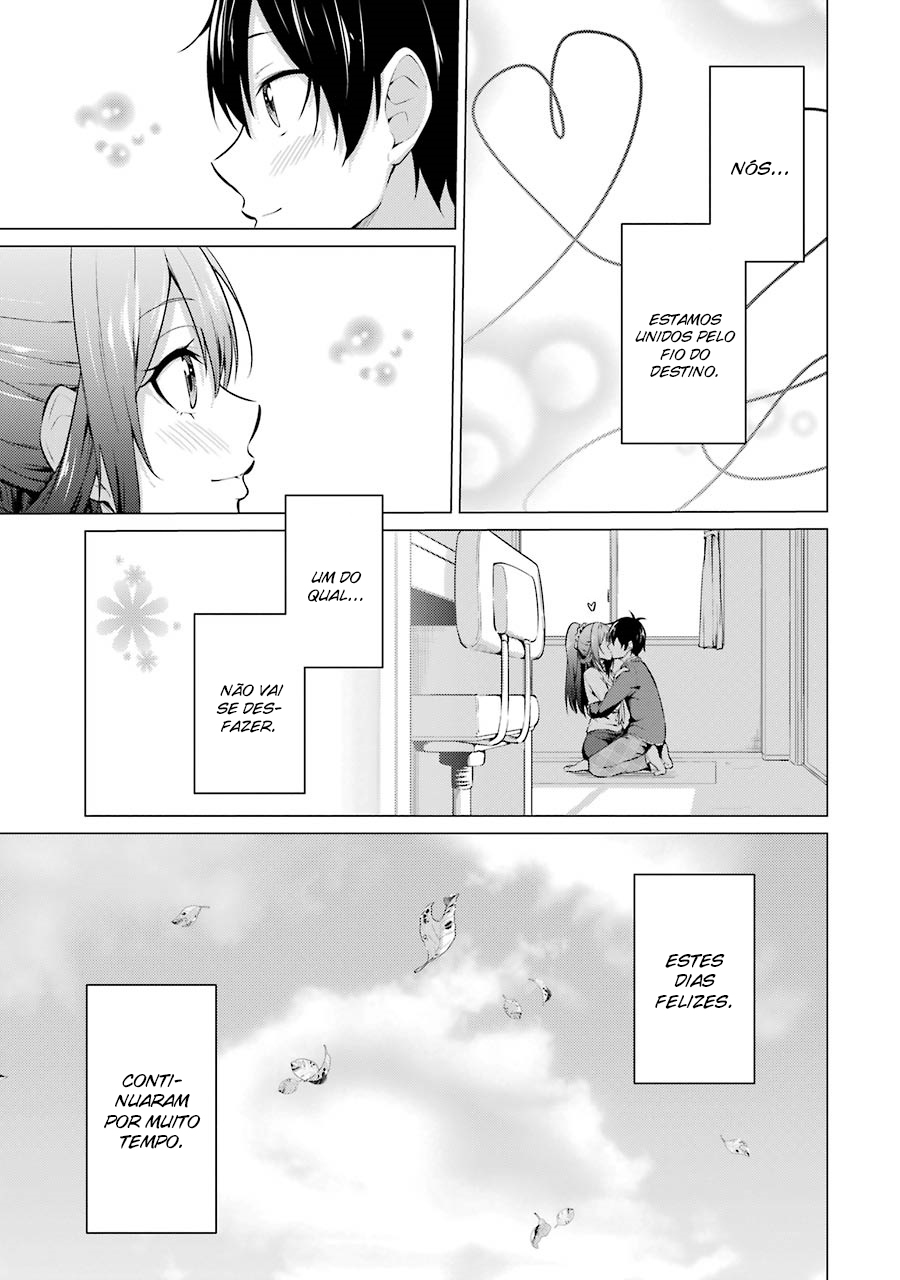 NÓS...
ESTAMOS
UNIDOS PELO
FIO DO
DESTINO.
UM DO
QUAL...
NÃO VAI
SE DES-
FAZER.
ESTES
DIAS
FELIZES.
CONTI-
NUARAM
POR MUITO
TEMPO.